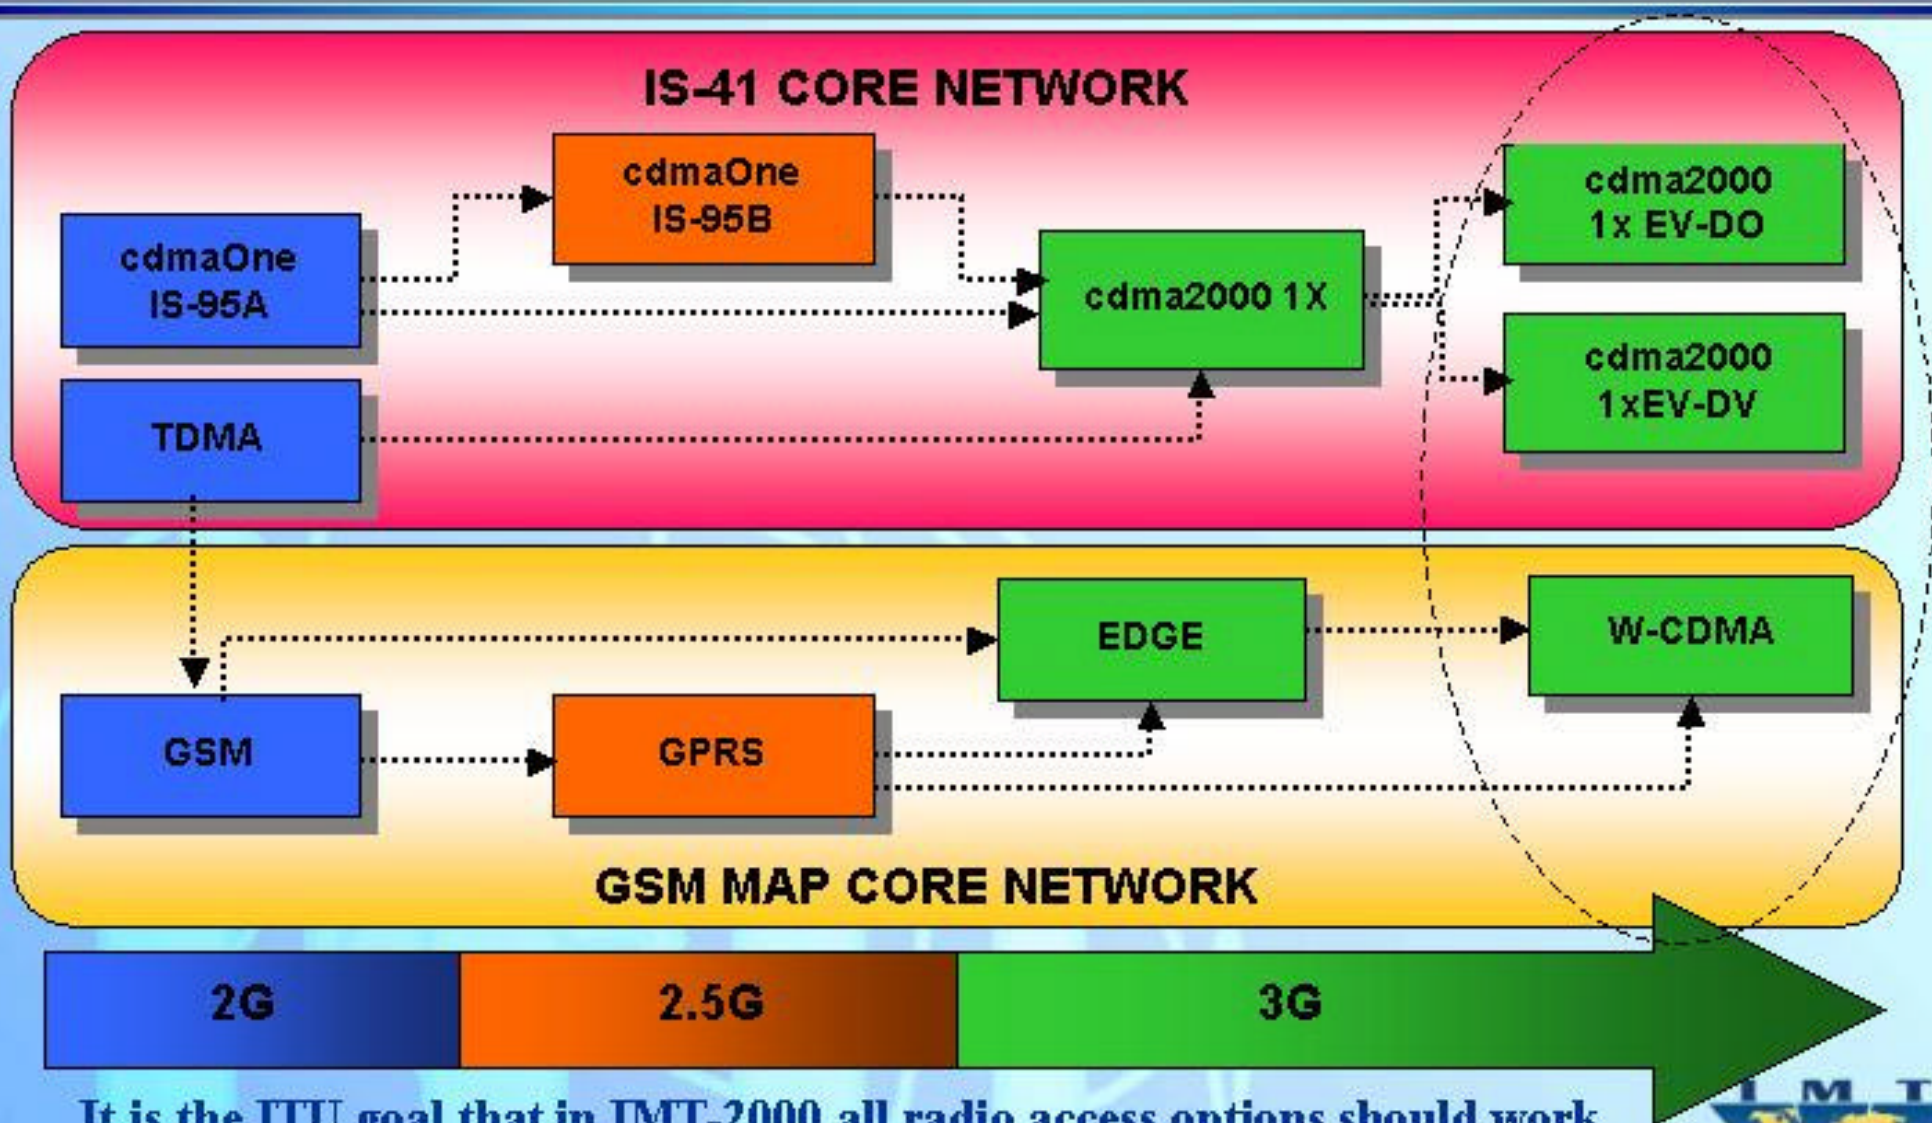 IS-41 CORE NETWORK
cdmaOne
IS-95B
cdma2000
1x EV-DO
cdmaOne
IS-95A
cdma2000 1X
cdma2000
1xEV-DV
TDMA
EDGE
W-CDMA
GSM
GPRS
GSM MAP CORE NETWORK
2G
2.5G
3G
It is the ITU goal that in IMT-2000 all radio access options should work
I M T